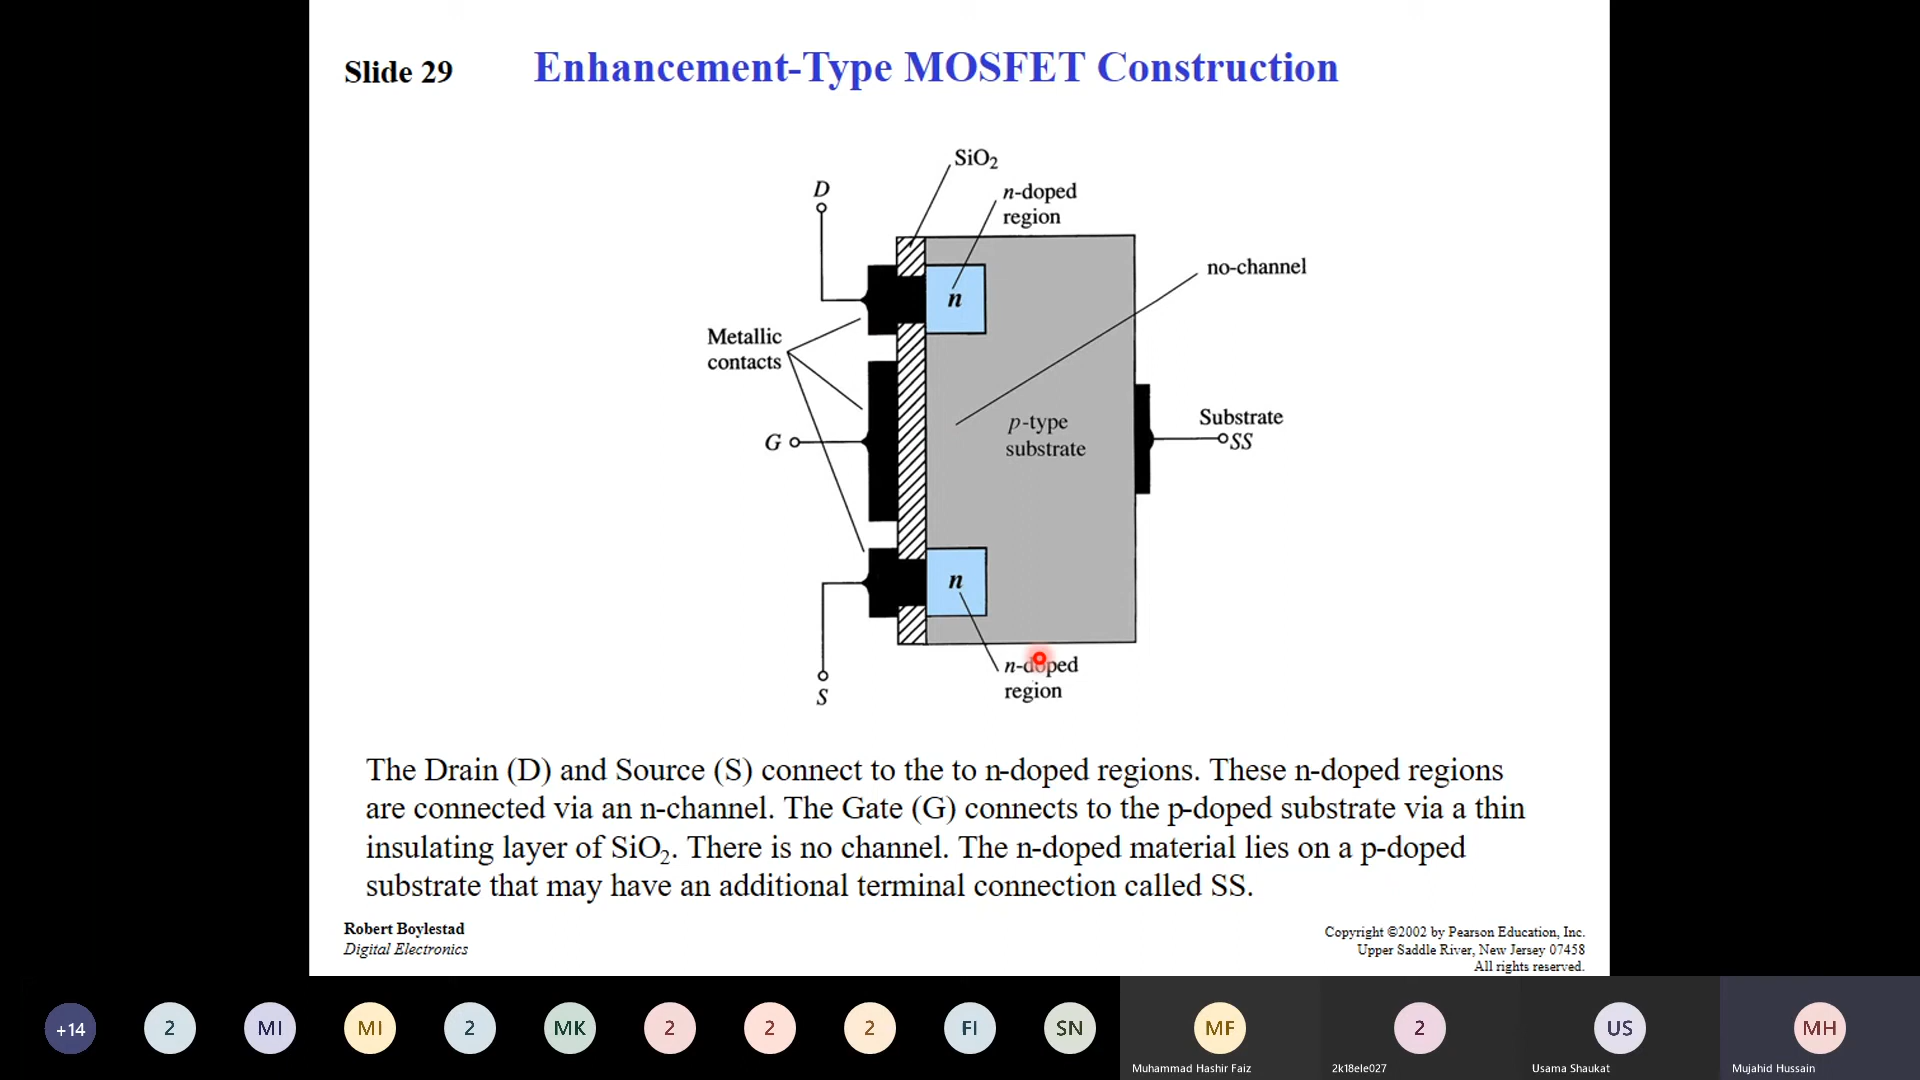 Slide 29
Enhancement-Type MOSFET Construction
SiO₂
D
n-doped
region
n
no-channel
Metallic
contacts
p-type
substrate
Substrate
SS
G
n
n-doped
region
S
The Drain (D) and Source (S) connect to the to n-doped regions. These n-doped regions
are connected via an n-channel. The Gate (G) connects to the p-doped substrate via a thin
insulating layer of SiO₂. There is no channel. The n-doped material lies on a p-doped
substrate that may have an additional terminal connection called SS.
Robert Boylestad
Digital Electronics
Copyright ©2002 by Pearson Education, Inc.
Upper Saddle River, New Jersey 07458
All rights reserved.
+14
2
MI
MI
2
MK
2
2
2
FI
SN
MF
2
US
MH
Muhammad Hashir Faiz
2k18ele027
Usama Shaukat
Mujahid Hussain